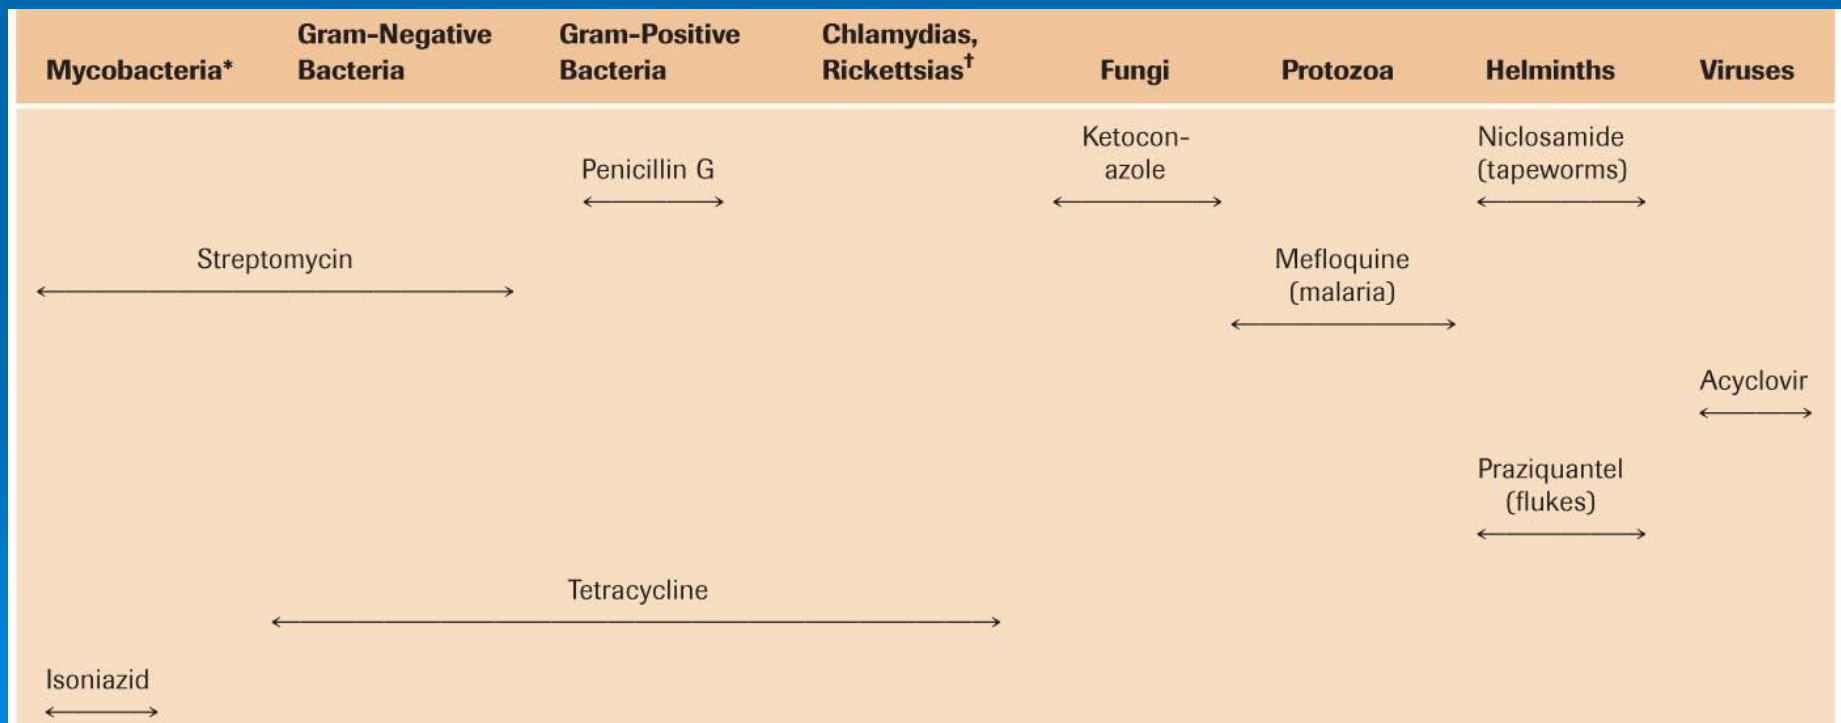 Mycobacteria*
Gram-Negative
Bacteria
Gram-Positive
Bacteria
Chlamydias,
Rickettsias†
Fungi
Protozoa
Helminths
Viruses
Penicillin G
Ketocon-
azole
Niclosamide
(tapeworms)
Streptomycin
Mefloquine
(malaria)
Acyclovir
Praziquantel
(flukes)
Tetracycline
Isoniazid